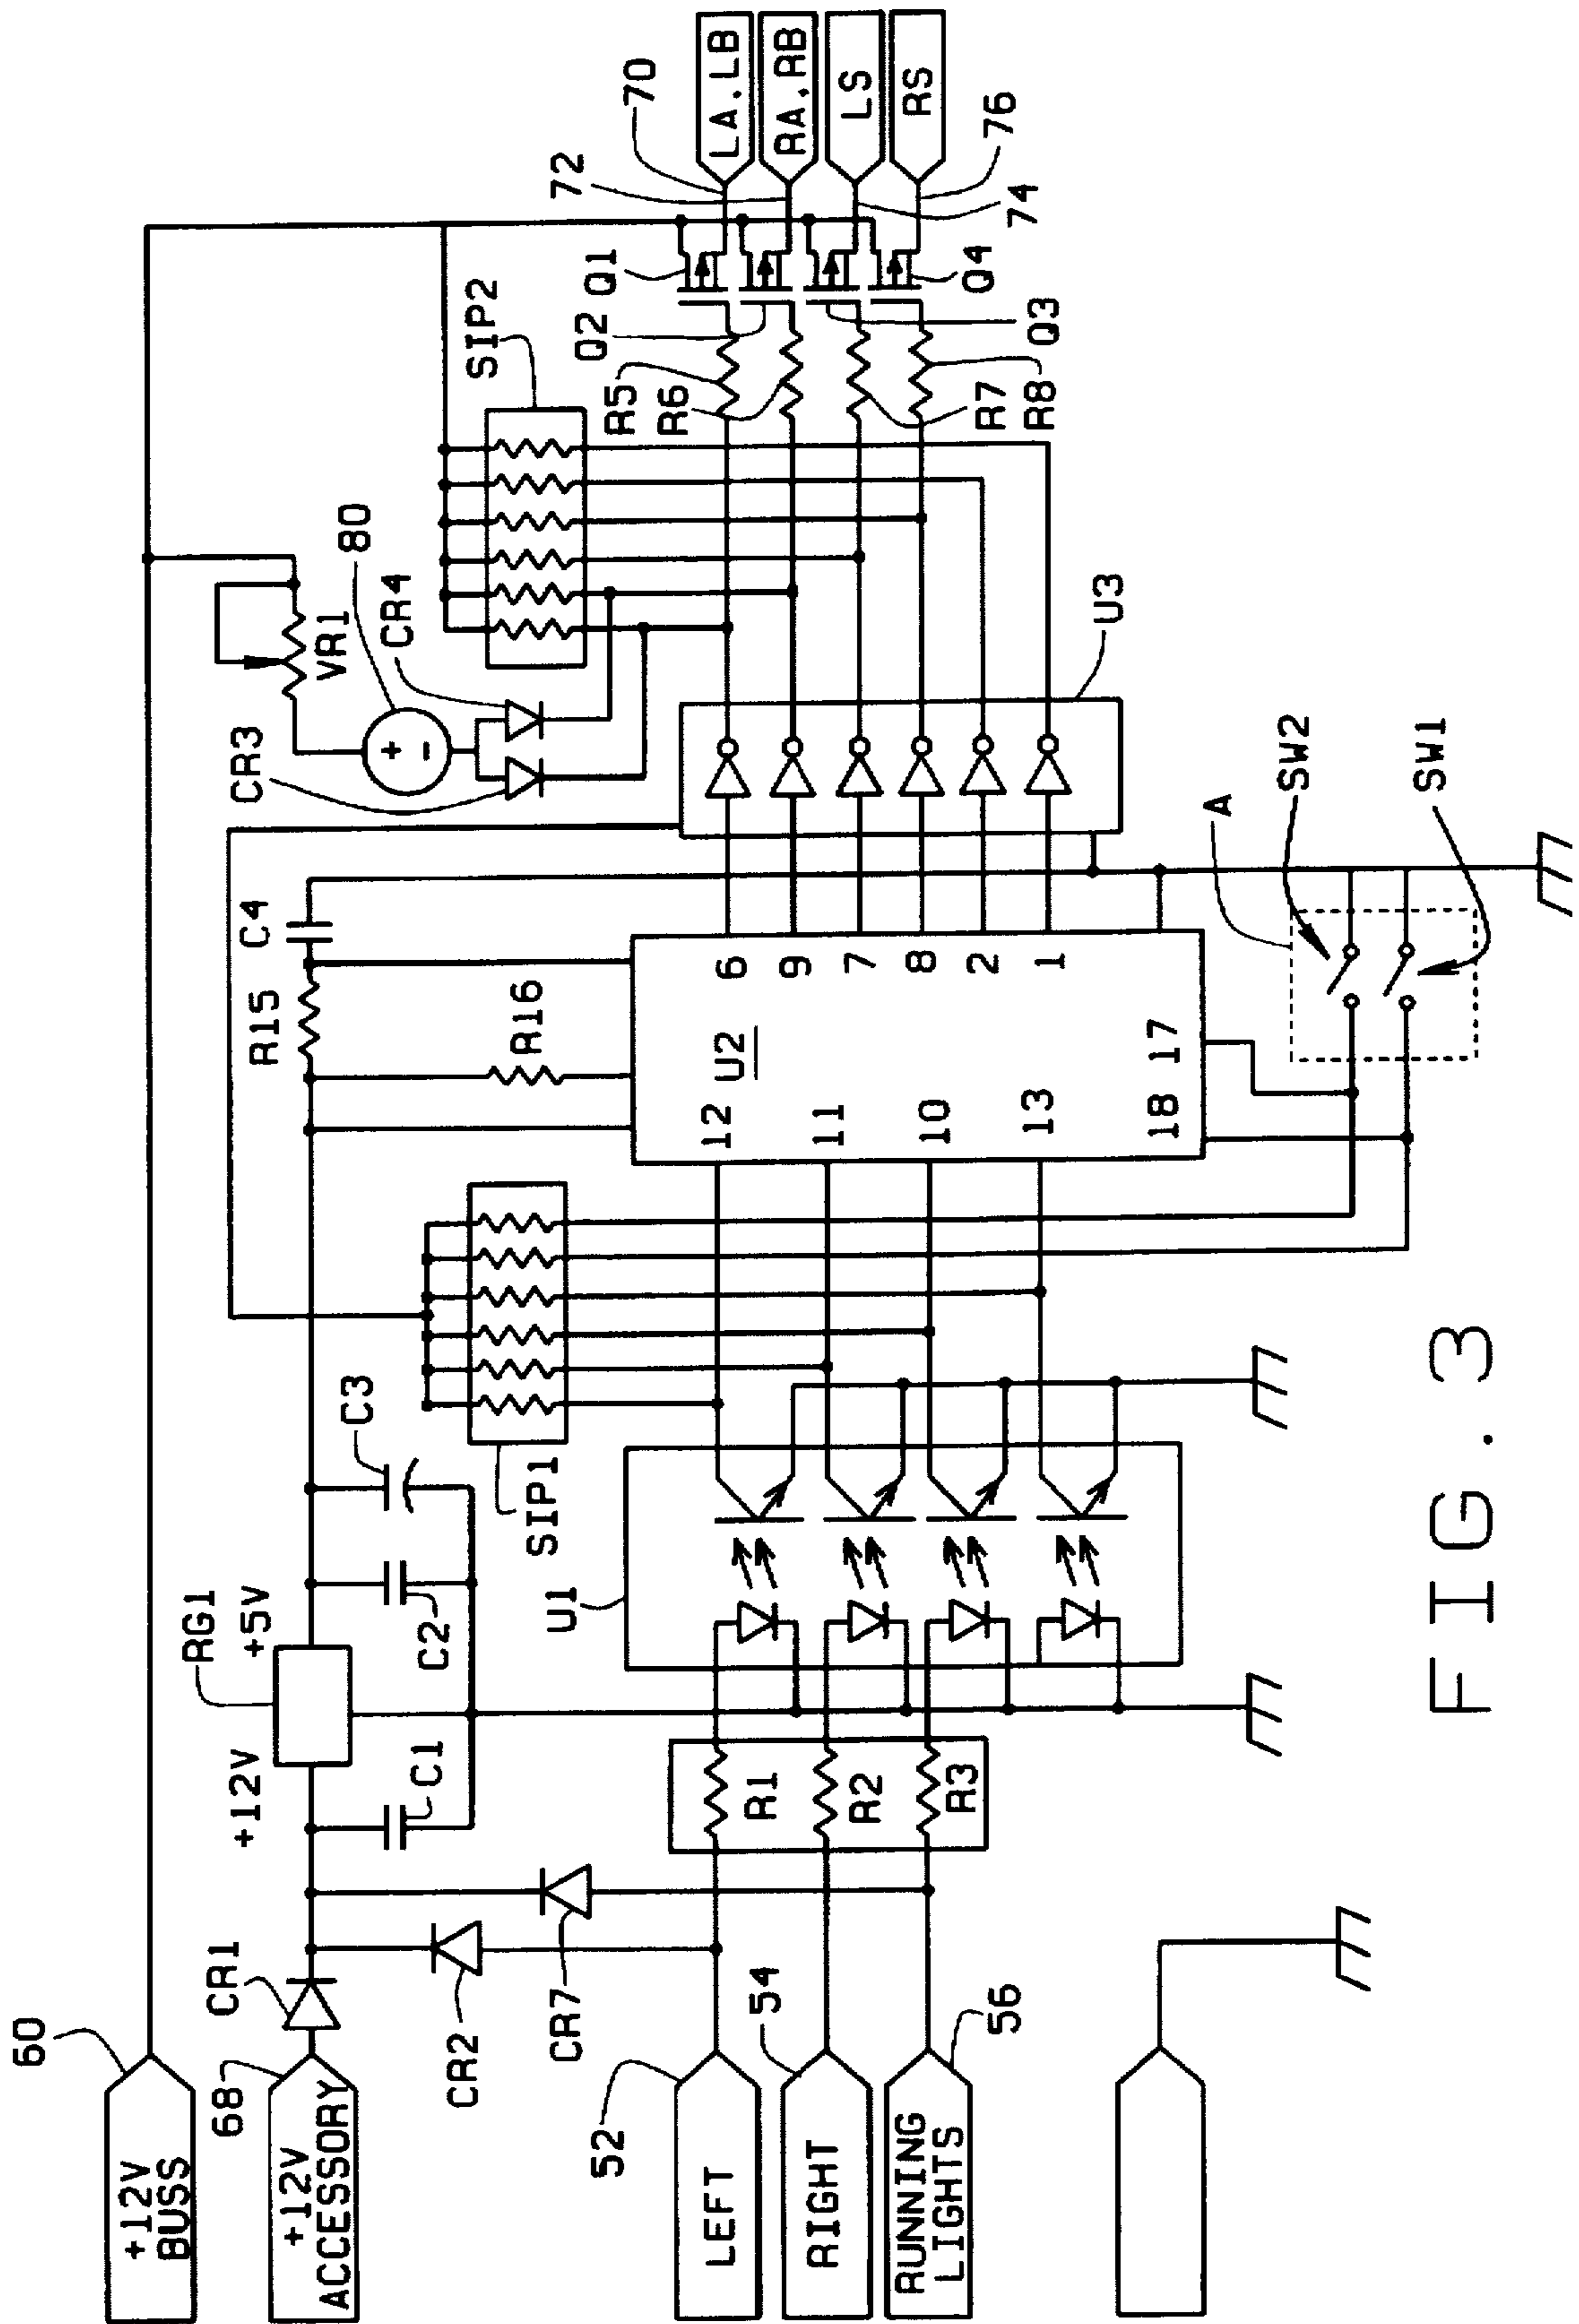 +12V
BUSS
60
+12V
ACCESSORY
68
CR1
CR2
CR7
LEFT
52
RIGHT
54
RUNNING
LIGHTS
56
+12V
RG1
+5V
C1
C2
C3
R1
R2
R3
U1
SIP1
R15
C4
R16
U2
12
11
10
13
18
17
6
9
7
8
2
1
A
SW2
SW1
U3
CR3
CR4
80
+
-
VR1
SIP2
R5
R6
R7
R8
Q1
Q2
Q3
Q4
70
72
74
76
LA.LB
RA.RB
LS
RS
FIG.3